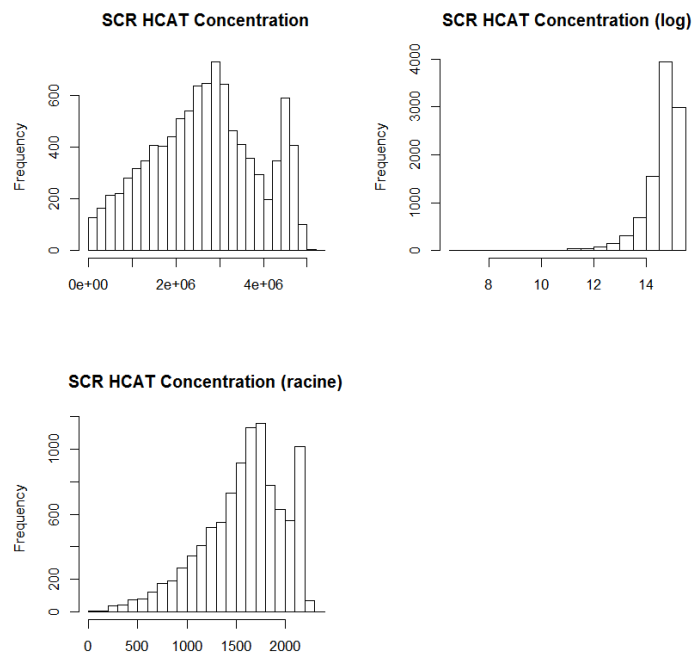 SCR HCAT Concentration
Frequency
0 200 400 600
0e+00 2e+06 4e+06
SCR HCAT Concentration (log)
Frequency
0 1000 2000 3000 4000
8 10 12 14
SCR HCAT Concentration (racine)
Frequency
0 200 600 1000
0 500 1000 1500 2000